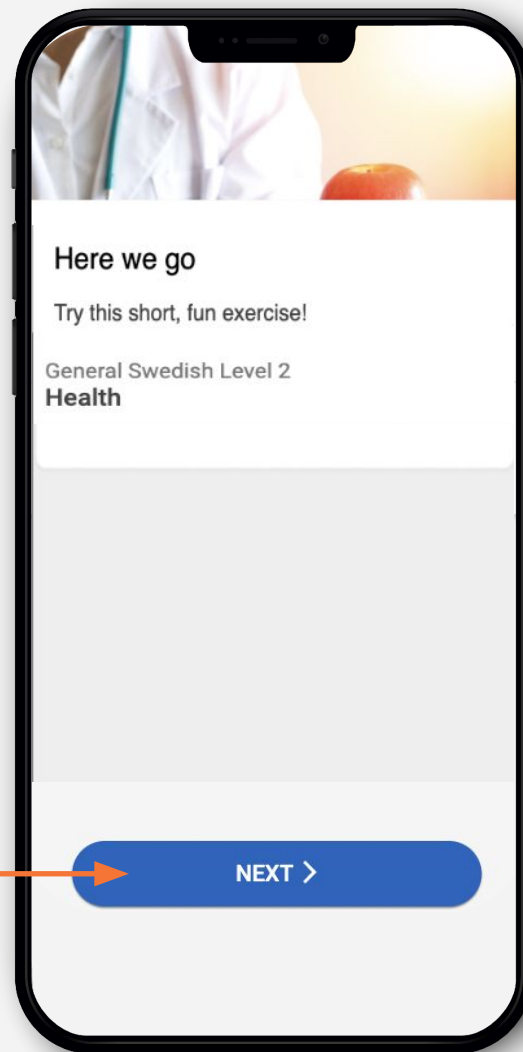 Here we go
Try this short, fun exercise!
General Swedish Level 2
Health
NEXT